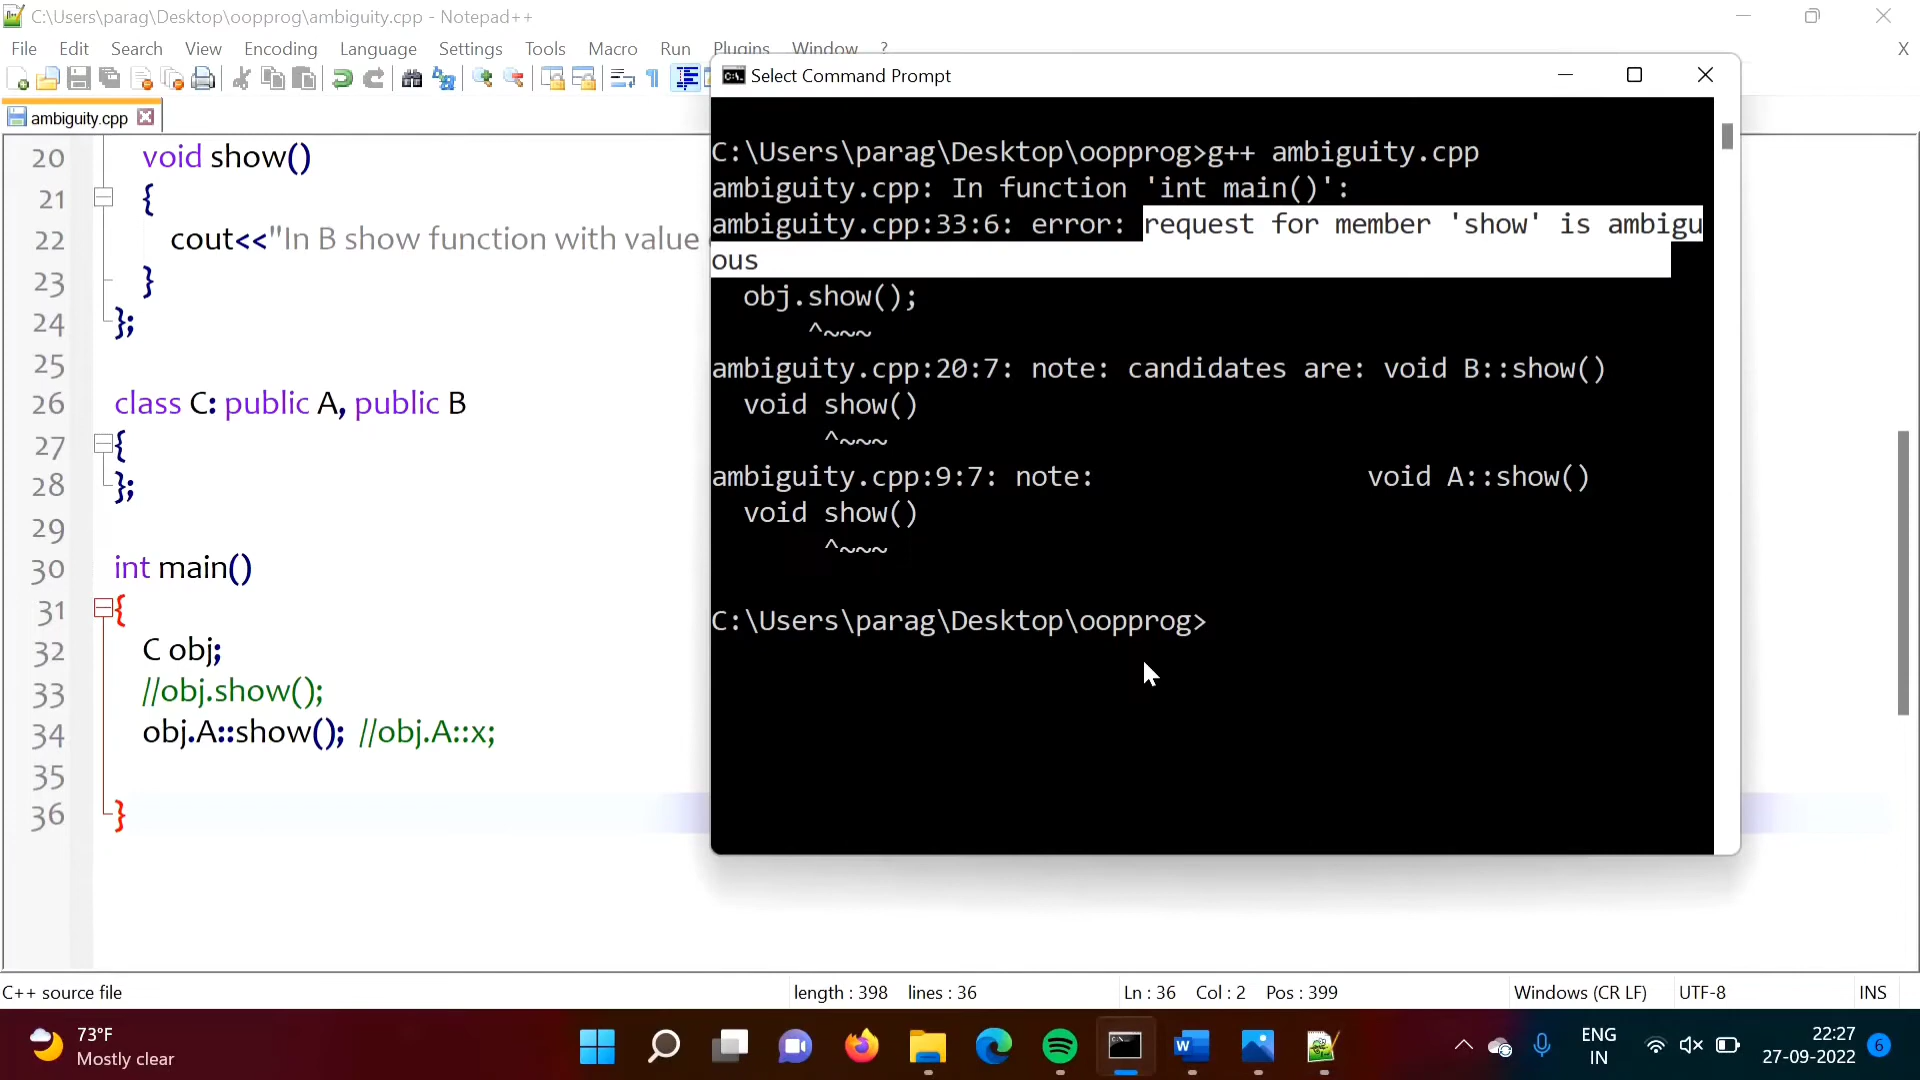 C:\Users\parag\Desktop\oopprog\ambiguity.cpp - Notepad++
File Edit Search View Encoding Language Settings Tools Macro Run Plugins Window ?
X
ambiguity.cpp
20 void show()
21 {
22 cout<<"In B show function with value
23 }
24 };
25
26 class C: public A, public B
27 {
28 };
29
30 int main()
31 {
32 C obj;
33 //obj.show();
34 obj.A::show(); //obj.A::x;
35
36 }
Select Command Prompt
C:\Users\parag\Desktop\oopprog>g++ ambiguity.cpp
ambiguity.cpp: In function 'int main()':
ambiguity.cpp:33:6: error: request for member 'show' is ambigu
ous
obj.show();
^~~~
ambiguity.cpp:20:7: note: candidates are: void B::show()
void show()
^~~~
ambiguity.cpp:9:7: note: void A::show()
void show()
^~~~
C:\Users\parag\Desktop\oopprog>
C++ source file length : 398 lines : 36 Ln : 36 Col : 2 Pos : 399 Windows (CR LF) UTF-8 INS
73°F
Mostly clear
ENG
IN
22:27
27-09-2022
6